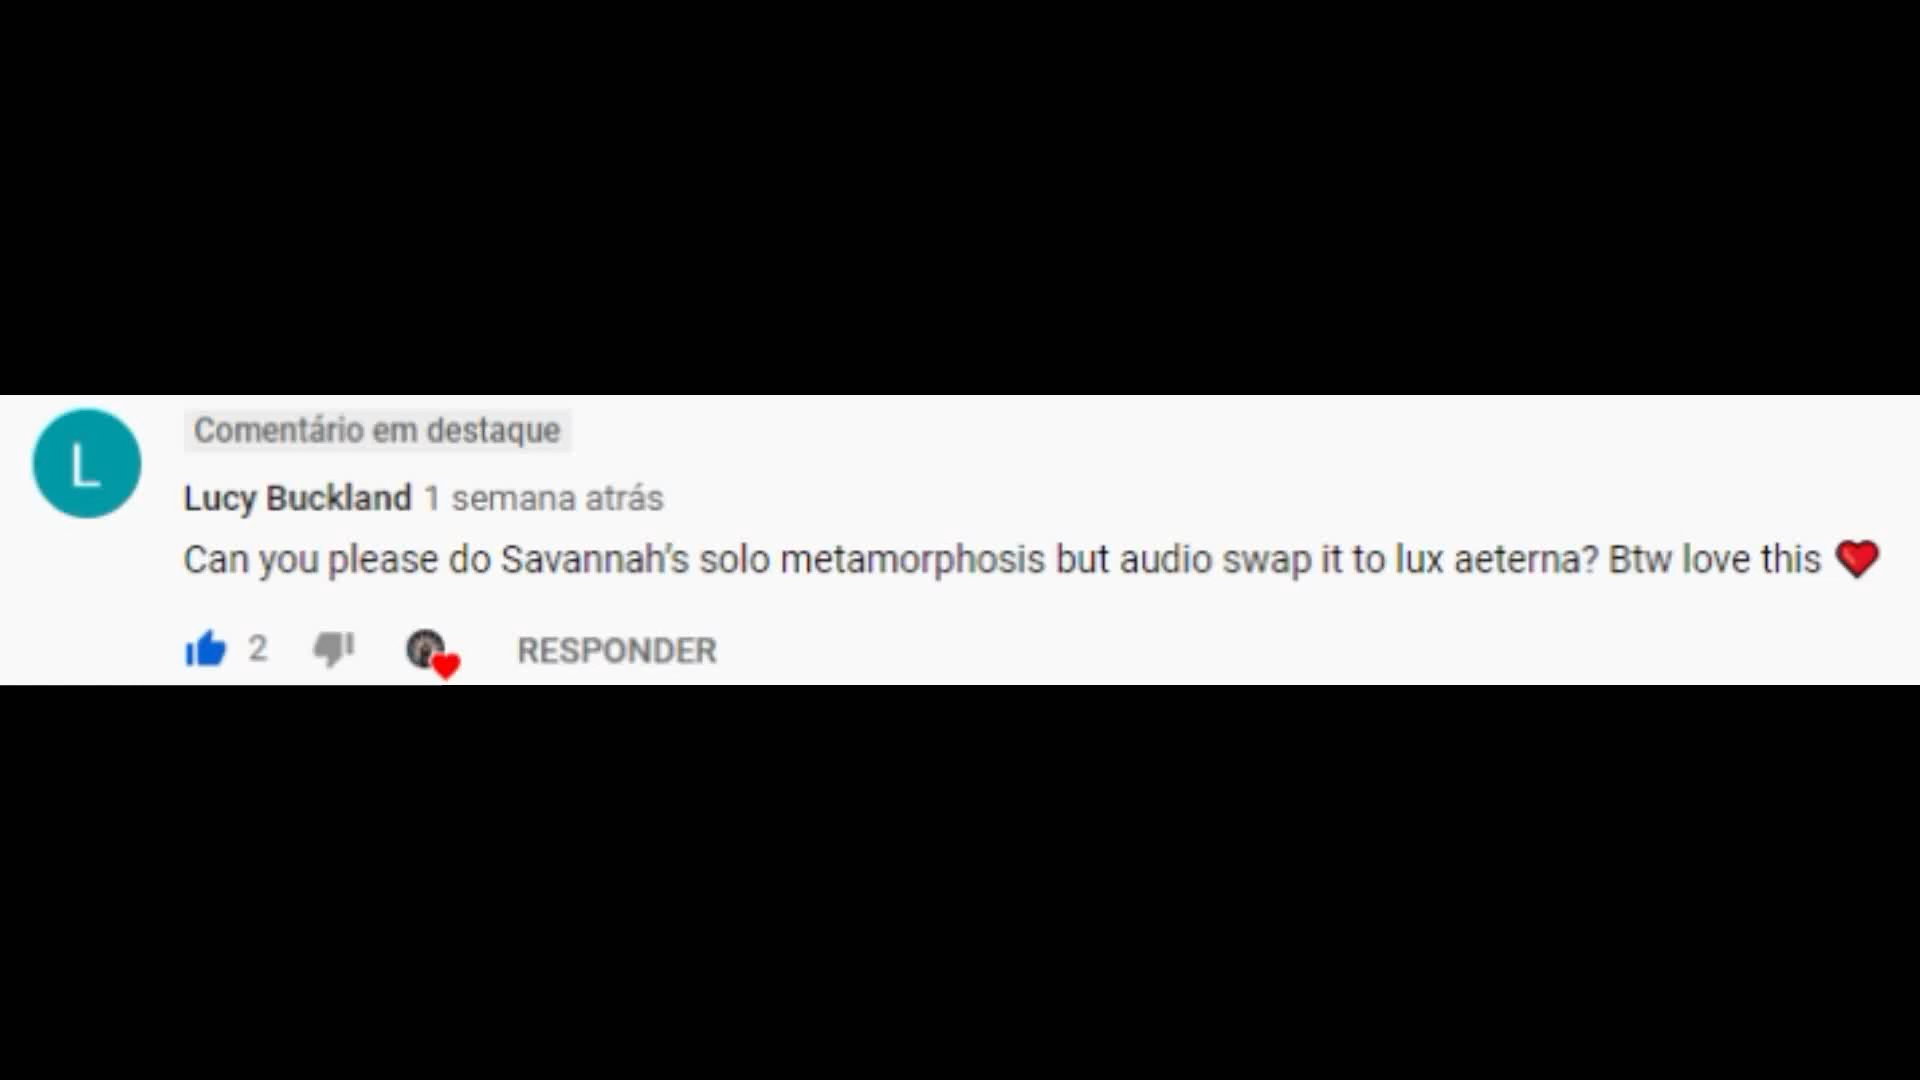 L
Comentário em destaque
Lucy Buckland 1 semana atrás
Can you please do Savannah's solo metamorphosis but audio swap it to lux aeterna? Btw love this ❤️
2
RESPONDER